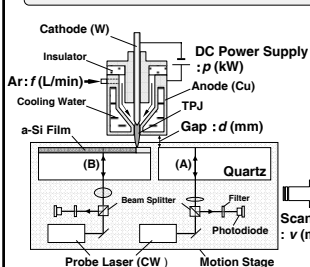 Cathode (W)
Insulator
DC Power Supply
: p (kW)
Ar: f (L/min)
Anode (Cu)
Cooling Water
TPJ
Gap : d (mm)
a-Si Film
(B)
(A)
Quartz
Beam Splitter
Filter
Photodiode
Probe Laser (CW )
Motion Stage